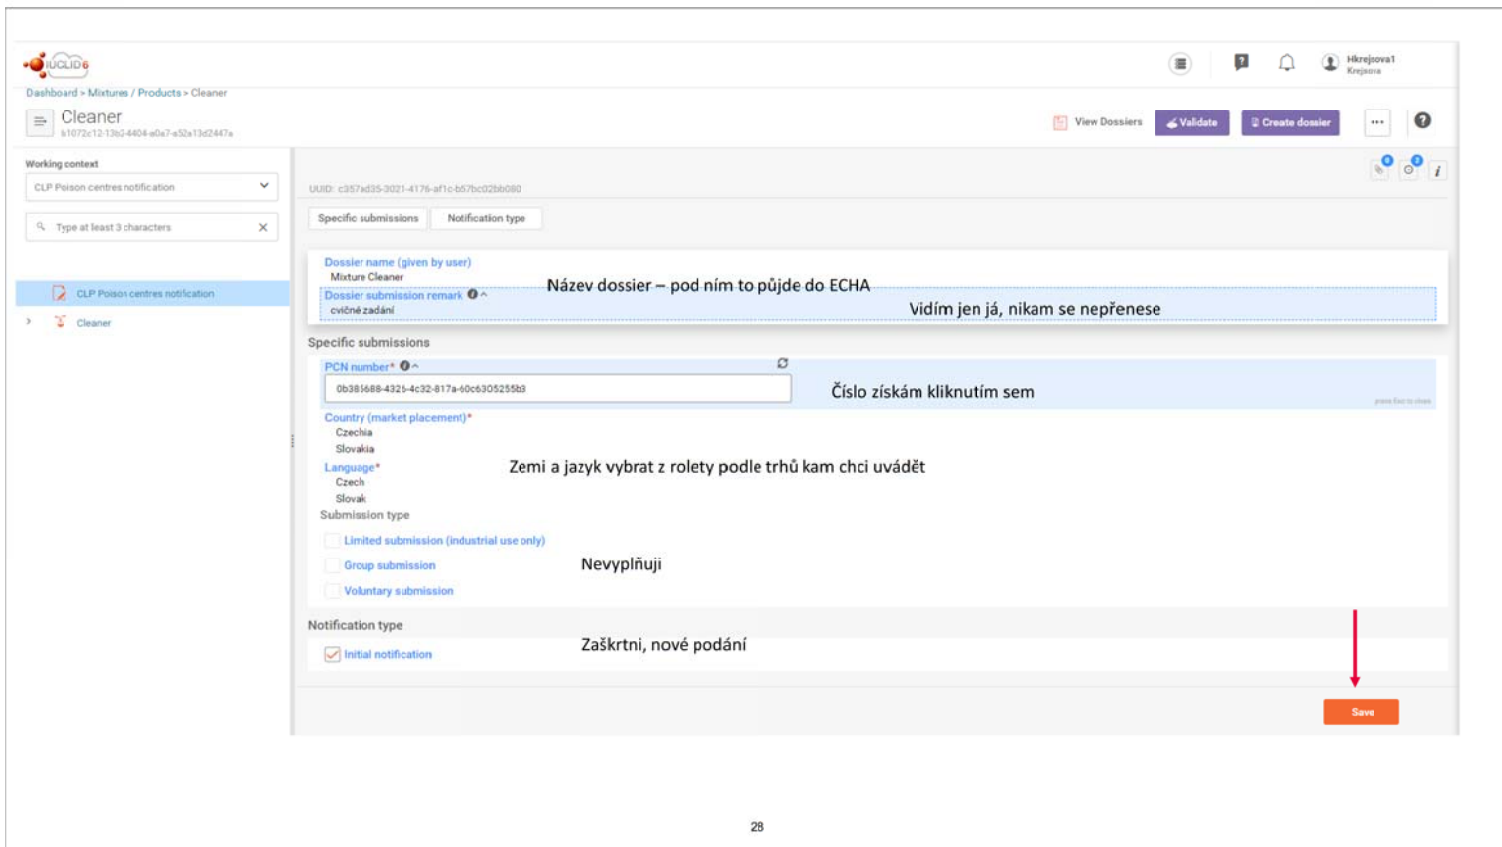 IUCLID6
Hkrejsova1
Krejsova
Dashboard > Mixtures / Products > Cleaner
Cleaner
View Dossiers
Validate
Create dossier
Working context
CLP Poison centres notification
Type at least 3 characters
CLP Poison centres notification
Cleaner
Specific submissions
Notification type
Dossier name (given by user)
Mixture Cleaner
Název dossier – pod ním to půjde do ECHA
Dossier submission remark
cvičné zadání
Vidím jen já, nikam se nepřenese
Specific submissions
PCN number*
Číslo získám kliknutím sem
Country (market placement)*
Czechia
Slovakia
Language*
Zemi a jazyk vybrat z rolety podle trhů kam chci uvádět
Czech
Slovak
Submission type
Limited submission (industrial use only)
Group submission
Nevyplňuji
Voluntary submission
Notification type
Zaškrtni, nové podání
Initial notification
Save
28